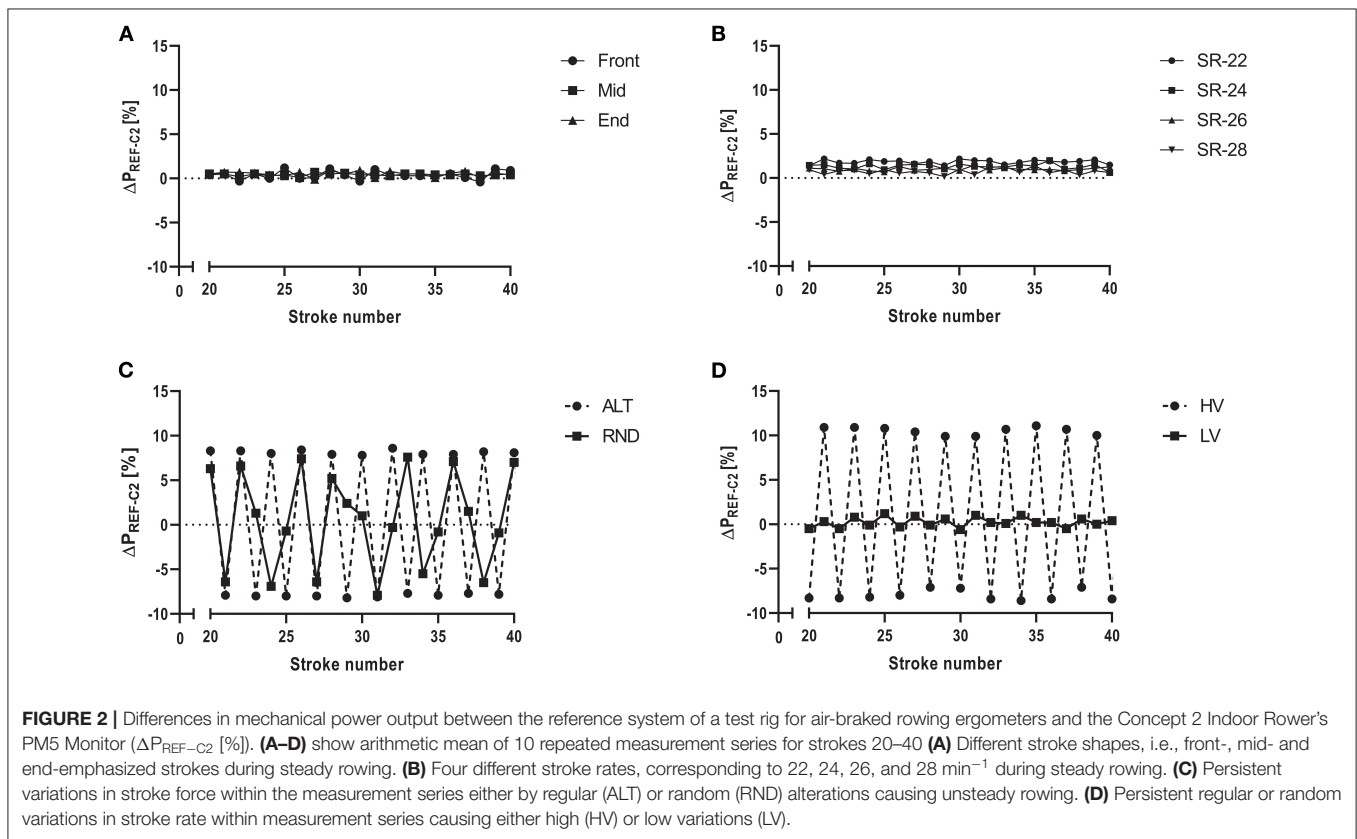 A
15
10
5
0
-5
-10
ΔP_REF-C2 [%]
0
20 25 30 35 40
Stroke number
Front
Mid
End
B
15
10
5
0
-5
-10
ΔP_REF-C2 [%]
0
20 25 30 35 40
Stroke number
SR-22
SR-24
SR-26
SR-28
C
15
10
5
0
-5
-10
ΔP_REF-C2 [%]
0
20 25 30 35 40
Stroke number
ALT
RND
D
15
10
5
0
-5
-10
ΔP_REF-C2 [%]
0
20 25 30 35 40
Stroke number
HV
LV
FIGURE 2 | Differences in mechanical power output between the reference system of a test rig for air-braked rowing ergometers and the Concept 2 Indoor Rower's
PM5 Monitor (ΔP_REF−C2 [%]). (A–D) show arithmetic mean of 10 repeated measurement series for strokes 20–40 (A) Different stroke shapes, i.e., front-, mid- and
end-emphasized strokes during steady rowing. (B) Four different stroke rates, corresponding to 22, 24, 26, and 28 min⁻¹ during steady rowing. (C) Persistent
variations in stroke force within the measurement series either by regular (ALT) or random (RND) alterations causing unsteady rowing. (D) Persistent regular or random
variations in stroke rate within measurement series causing either high (HV) or low variations (LV).